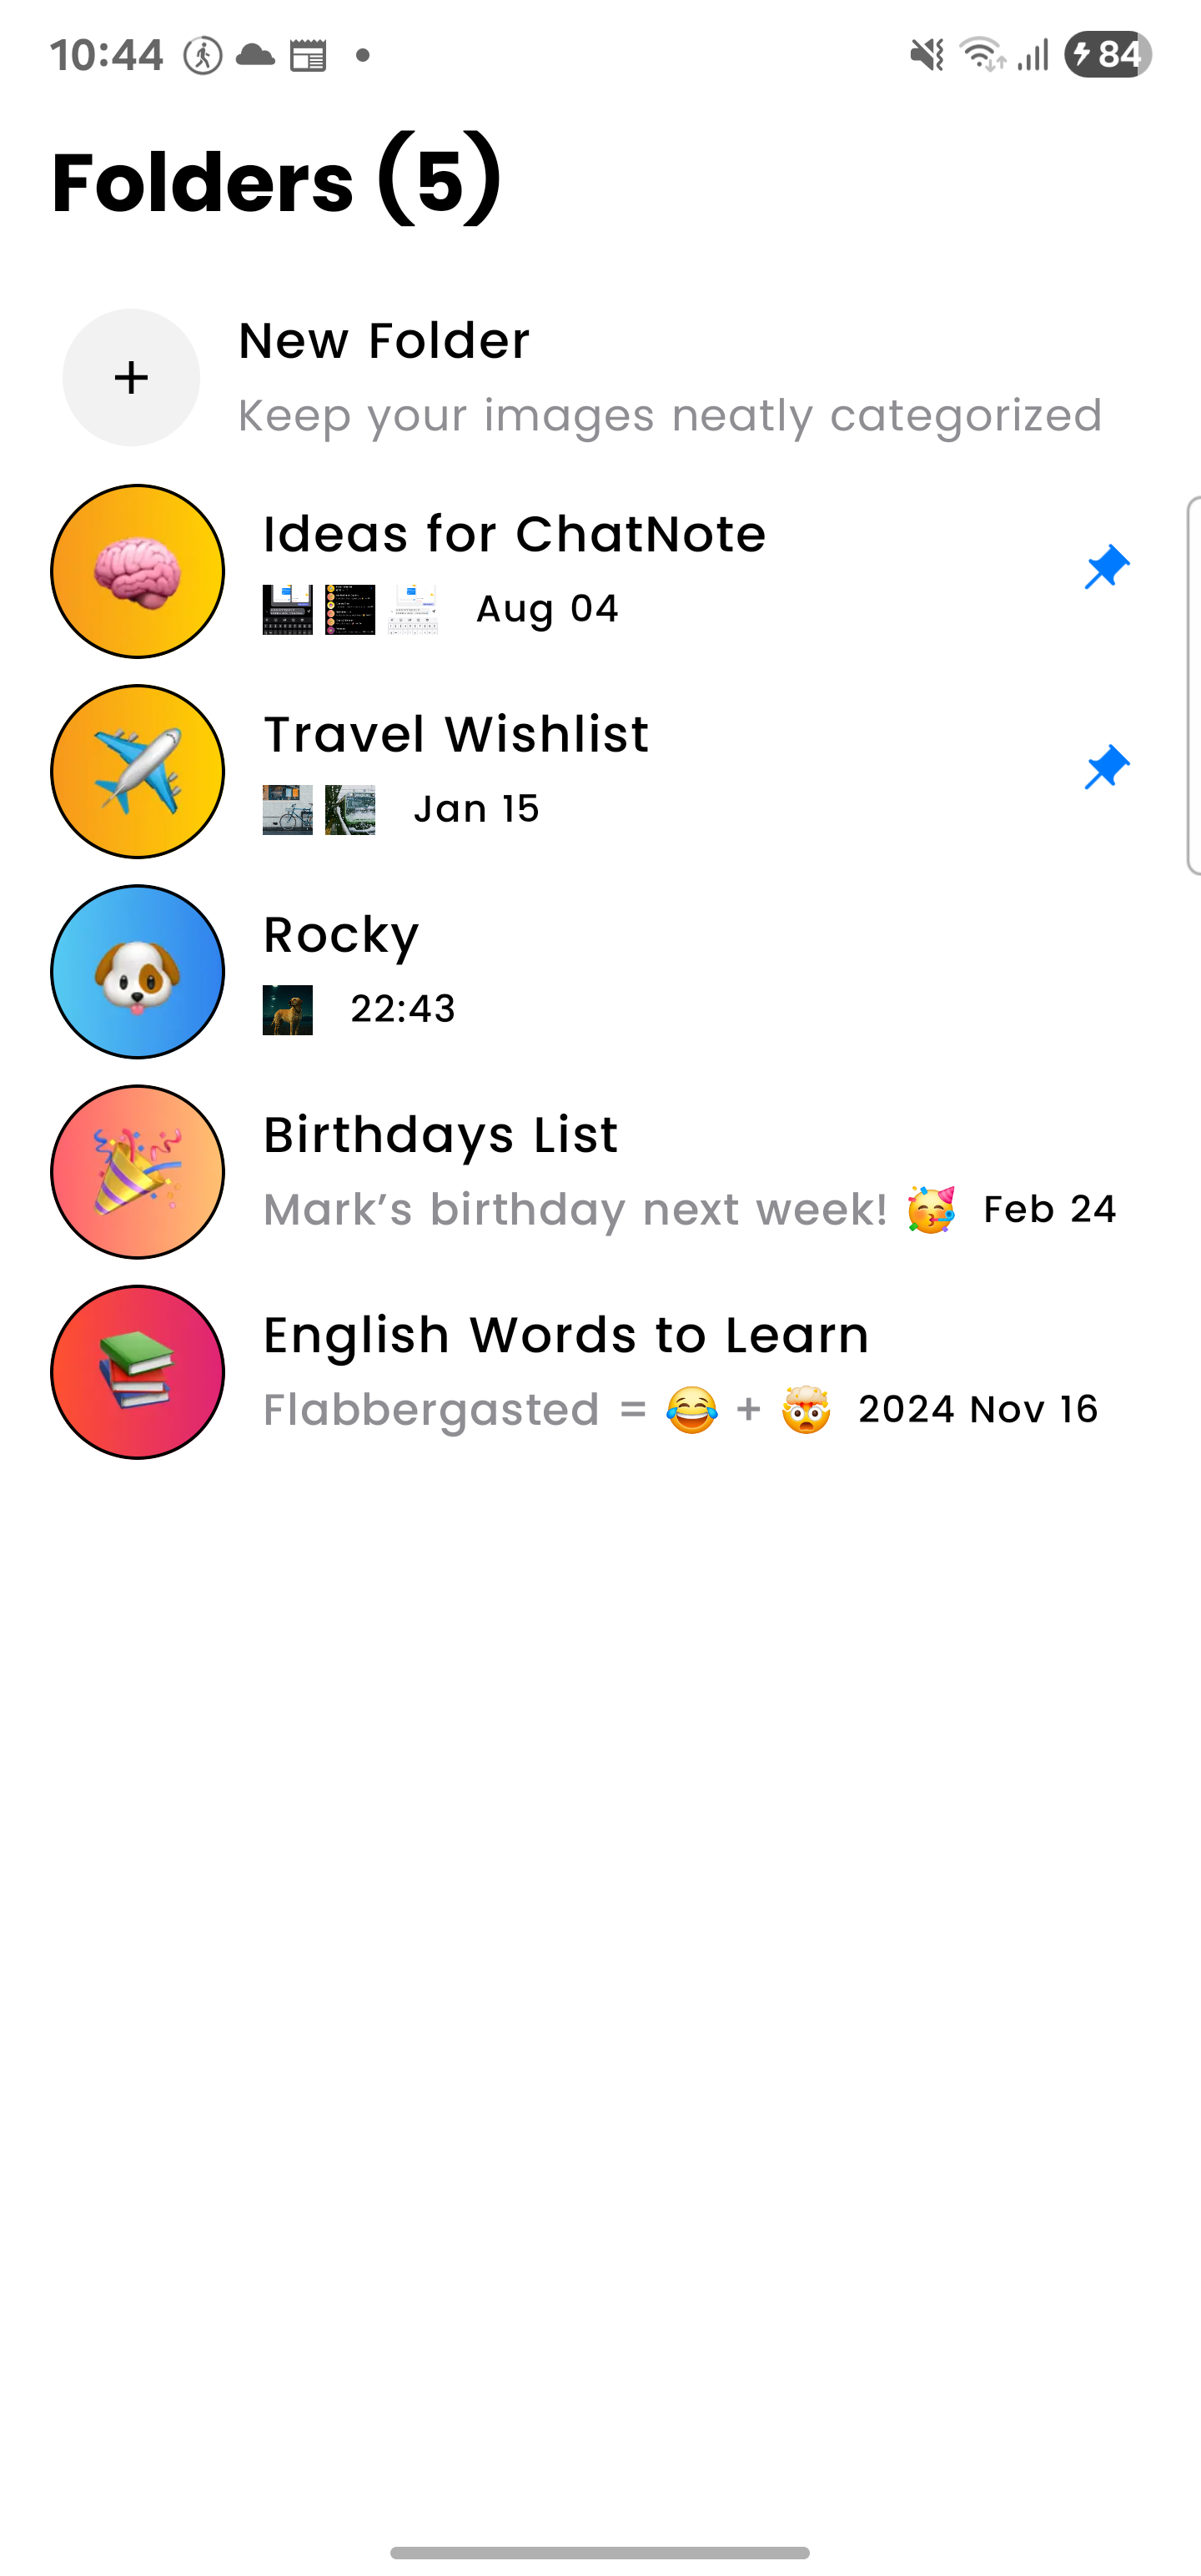 10:44
84
Folders (5)
New Folder
Keep your images neatly categorized
Ideas for ChatNote
Aug 04
Travel Wishlist
Jan 15
Rocky
22:43
Birthdays List
Mark’s birthday next week! 🥳 Feb 24
English Words to Learn
Flabbergasted = 😂 + 🤯 2024 Nov 16